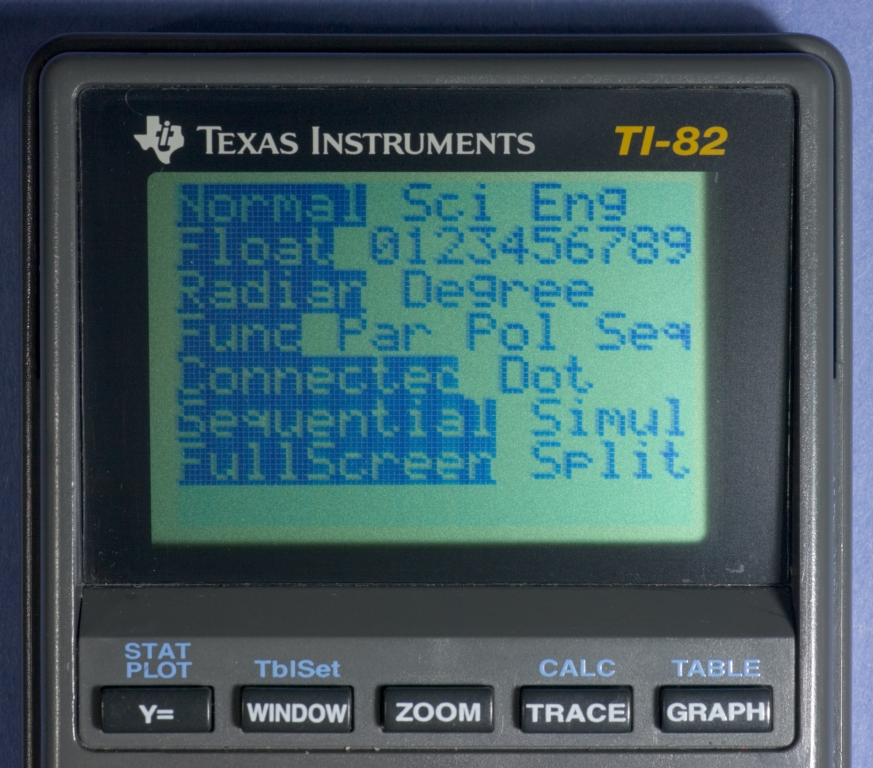 TEXAS INSTRUMENTS TI-82
Normal Sci Eng
Float 0123456789
Radian Degree
Func Par Pol Seq
Connected Dot
Sequential Simul
FullScreen Split
STAT PLOT TblSet CALC TABLE
Y= WINDOW ZOOM TRACE GRAPH